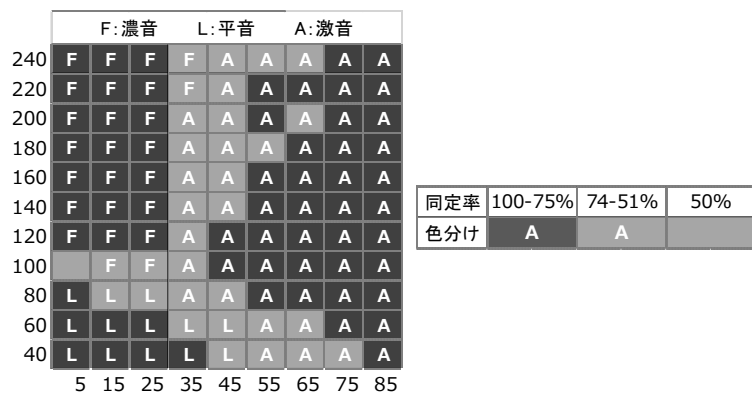 F:濃音 L:平音 A:激音
240 F F F F A A A A A
220 F F F F A A A A A
200 F F F A A A A A A
180 F F F A A A A A A
160 F F F A A A A A A
140 F F F A A A A A A
120 F F F A A A A A A
100 F F A A A A A A
80 L L L A A A A A A
60 L L L L L A A A A
40 L L L L L A A A A
5 15 25 35 45 55 65 75 85
同定率 100-75% 74-51% 50%
色分け A A